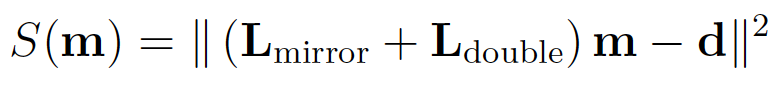 S(m) = ‖ (L_mirror + L_double) m − d‖²